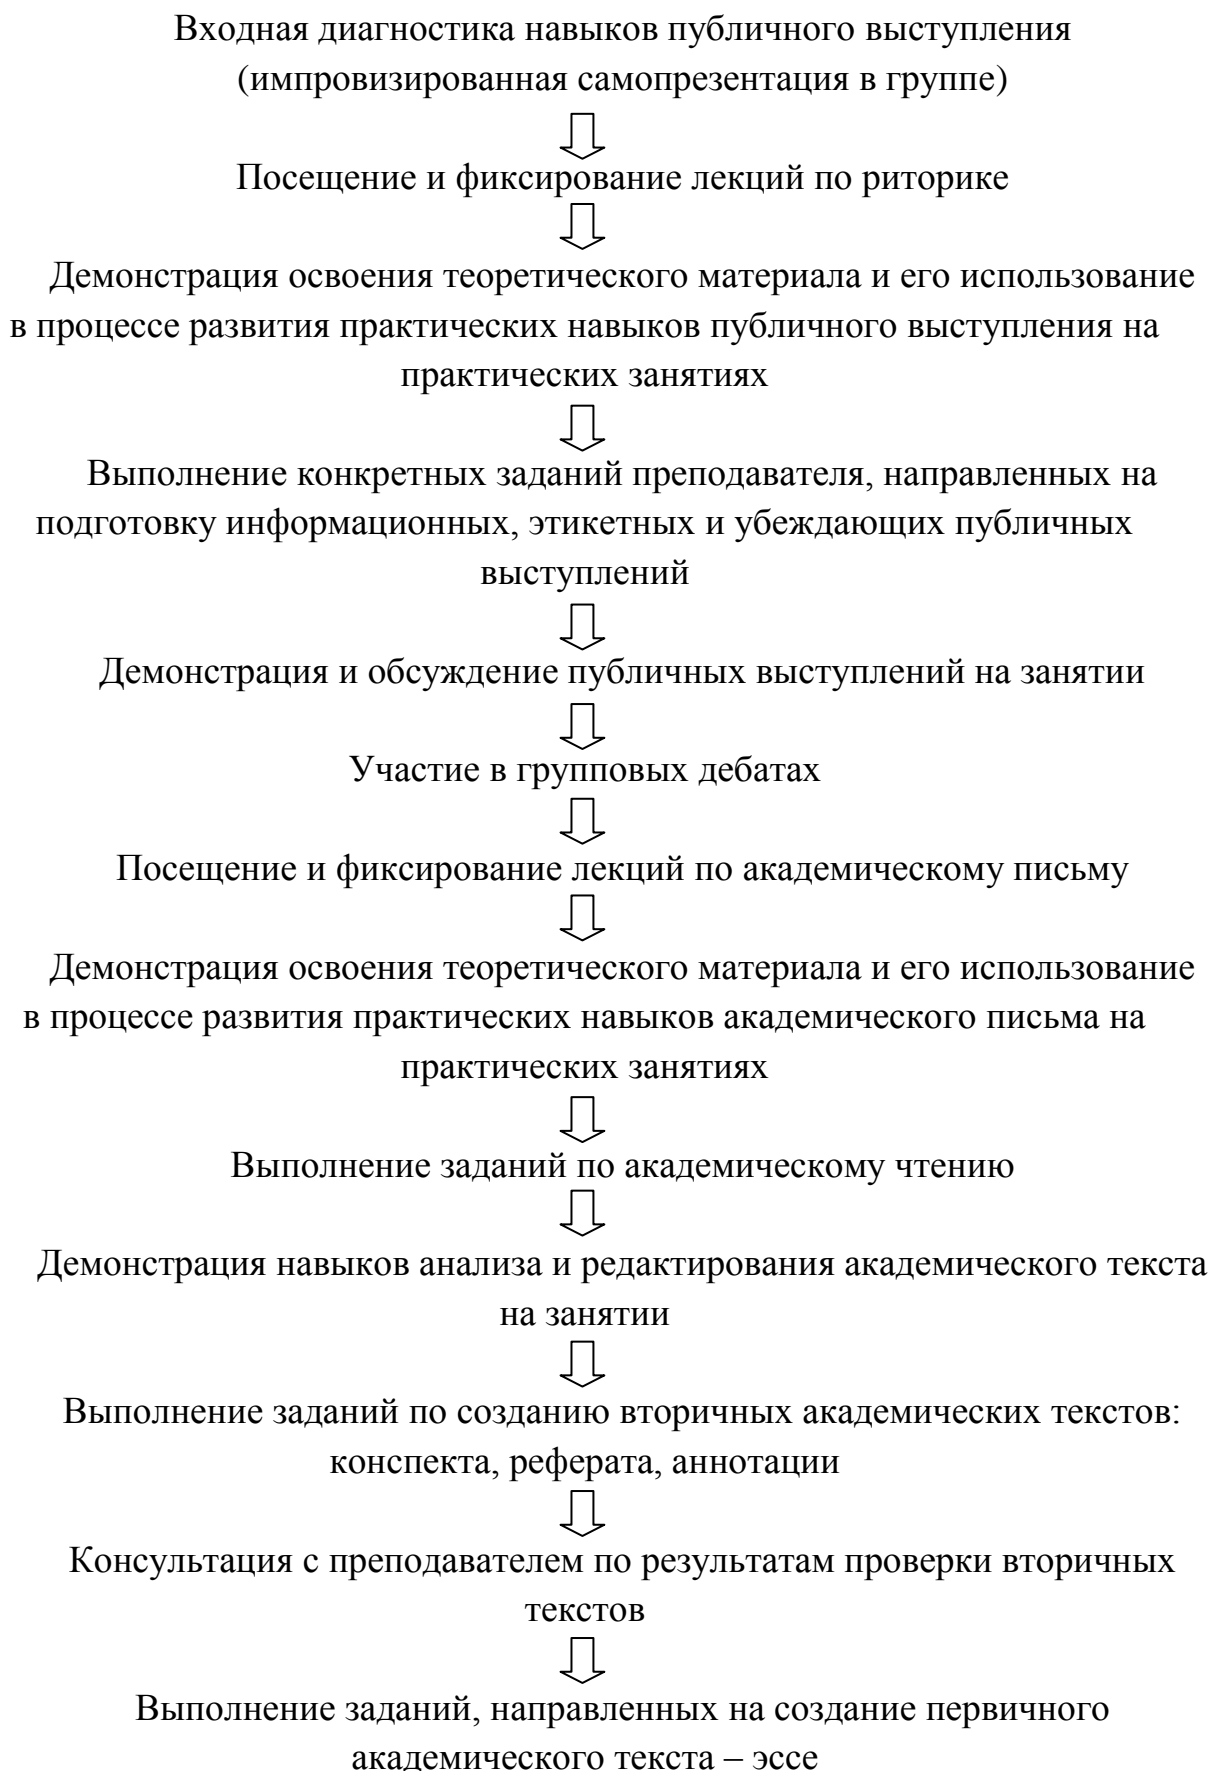 Входная диагностика навыков публичного выступления
(импровизированная самопрезентация в группе)
Посещение и фиксирование лекций по риторике
Демонстрация освоения теоретического материала и его использование
в процессе развития практических навыков публичного выступления на
практических занятиях
Выполнение конкретных заданий преподавателя, направленных на
подготовку информационных, этикетных и убеждающих публичных
выступлений
Демонстрация и обсуждение публичных выступлений на занятии
Участие в групповых дебатах
Посещение и фиксирование лекций по академическому письму
Демонстрация освоения теоретического материала и его использование
в процессе развития практических навыков академического письма на
практических занятиях
Выполнение заданий по академическому чтению
Демонстрация навыков анализа и редактирования академического текста
на занятии
Выполнение заданий по созданию вторичных академических текстов:
конспекта, реферата, аннотации
Консультация с преподавателем по результатам проверки вторичных
текстов
Выполнение заданий, направленных на создание первичного
академического текста – эссе